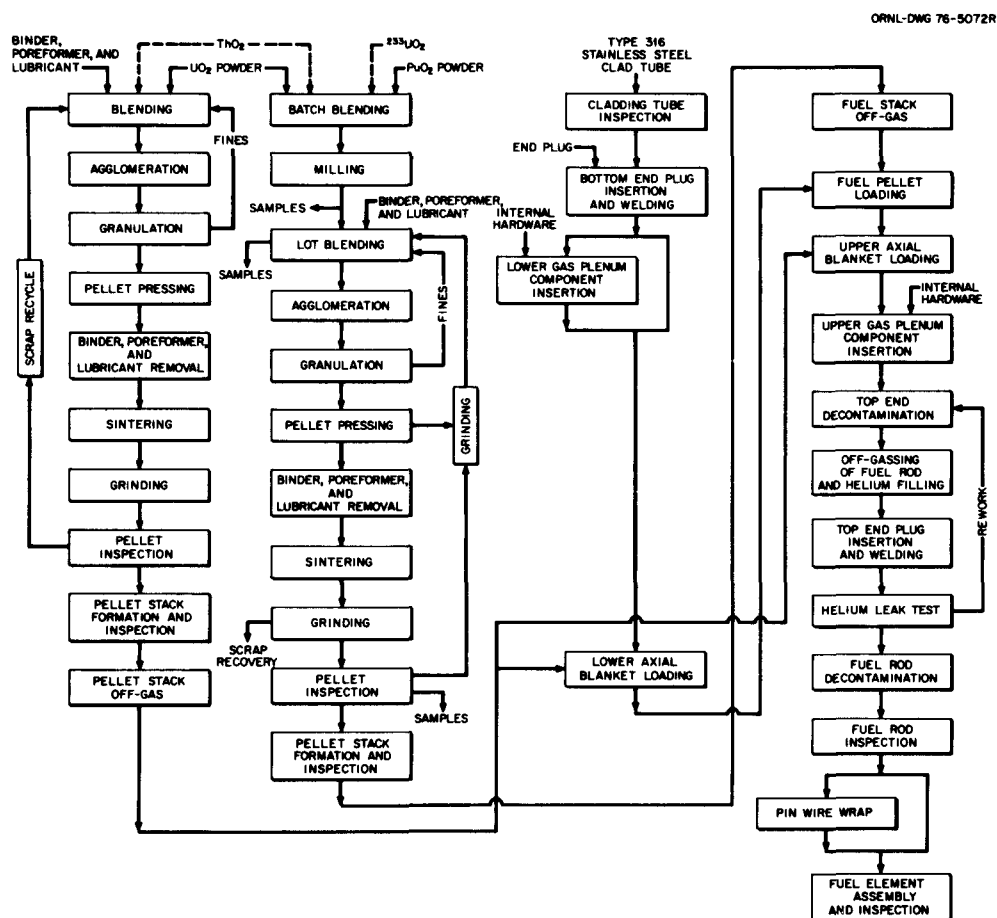 ORNL-DWG 76-5072R
BINDER,
POREFORMER, AND
LUBRICANT
ThO₂
UO₂ POWDER
BLENDING
FINES
AGGLOMERATION
GRANULATION
PELLET PRESSING
BINDER, POREFORMER,
AND
LUBRICANT REMOVAL
SINTERING
GRINDING
PELLET
INSPECTION
SCRAP RECYCLE
PELLET STACK
FORMATION AND
INSPECTION
PELLET STACK
OFF-GAS
²³³UO₂
PuO₂ POWDER
BATCH BLENDING
MILLING
SAMPLES
BINDER, POREFORMER,
AND LUBRICANT
LOT BLENDING
SAMPLES
AGGLOMERATION
FINES
GRANULATION
PELLET PRESSING
GRINDING
BINDER, POREFORMER,
AND
LUBRICANT REMOVAL
SINTERING
GRINDING
SCRAP
RECOVERY
PELLET
INSPECTION
SAMPLES
PELLET STACK
FORMATION AND
INSPECTION
TYPE 316
STAINLESS STEEL
CLAD TUBE
CLADDING TUBE
INSPECTION
END PLUG
BOTTOM END PLUG
INSERTION
AND WELDING
INTERNAL
HARDWARE
LOWER GAS PLENUM
COMPONENT
INSERTION
LOWER AXIAL
BLANKET LOADING
FUEL STACK
OFF-GAS
FUEL PELLET
LOADING
UPPER AXIAL
BLANKET LOADING
INTERNAL
HARDWARE
UPPER GAS PLENUM
COMPONENT
INSERTION
TOP END
DECONTAMINATION
OFF-GASSING
OF FUEL ROD
AND HELIUM FILLING
REWORK
TOP END PLUG
INSERTION
AND WELDING
HELIUM LEAK TEST
FUEL ROD
DECONTAMINATION
FUEL ROD
INSPECTION
PIN WIRE WRAP
FUEL ELEMENT
ASSEMBLY
AND INSPECTION